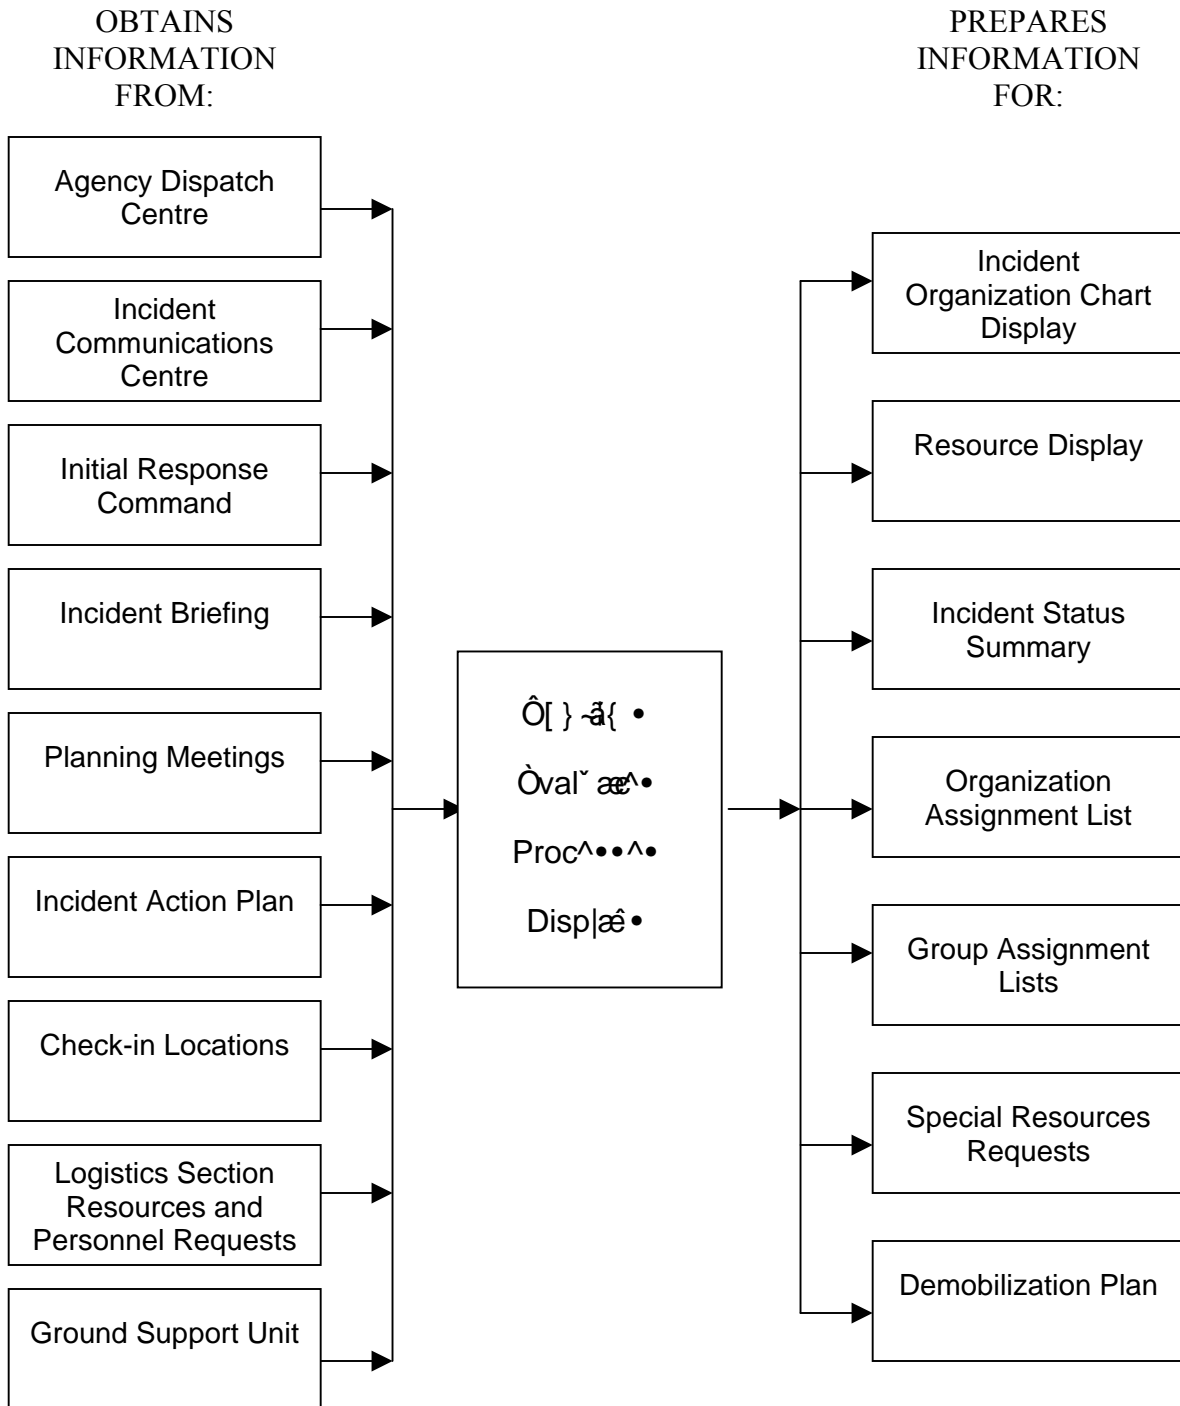 OBTAINS
INFORMATION
FROM:
Agency Dispatch
Centre
Incident
Communications
Centre
Initial Response
Command
Incident Briefing
Planning Meetings
Incident Action Plan
Check-in Locations
Logistics Section
Resources and
Personnel Requests
Ground Support Unit
PREPARES
INFORMATION
FOR:
Incident
Organization Chart
Display
Resource Display
Incident Status
Summary
Organization
Assignment List
Group Assignment
Lists
Special Resources
Requests
Demobilization Plan